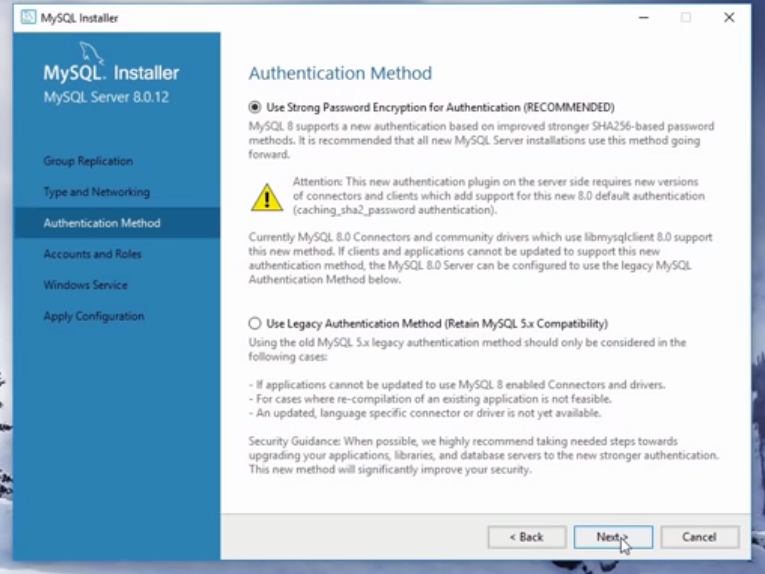 MySQL Installer
MySQL. Installer
MySQL Server 8.0.12
Group Replication
Type and Networking
Authentication Method
Accounts and Roles
Windows Service
Apply Configuration
Authentication Method
Use Strong Password Encryption for Authentication (RECOMMENDED)
MySQL 8 supports a new authentication based on improved stronger SHA256-based password
methods. It is recommended that all new MySQL Server installations use this method going
forward.
Attention: This new authentication plugin on the server side requires new versions
of connectors and clients which add support for this new 8.0 default authentication
(caching_sha2_password authentication).
Currently MySQL 8.0 Connectors and community drivers which use libmysqlclient 8.0 support
this new method. If clients and applications cannot be updated to support this new
authentication method, the MySQL 8.0 Server can be configured to use the legacy MySQL
Authentication Method below.
Use Legacy Authentication Method (Retain MySQL 5.x Compatibility)
Using the old MySQL 5.x legacy authentication method should only be considered in the
following cases:
- If applications cannot be updated to use MySQL 8 enabled Connectors and drivers.
- For cases where re-compilation of an existing application is not feasible.
- An updated, language specific connector or driver is not yet available.
Security Guidance: When possible, we highly recommend taking needed steps towards
upgrading your applications, libraries, and database servers to the new stronger authentication.
This new method will significantly improve your security.
< Back
Next >
Cancel